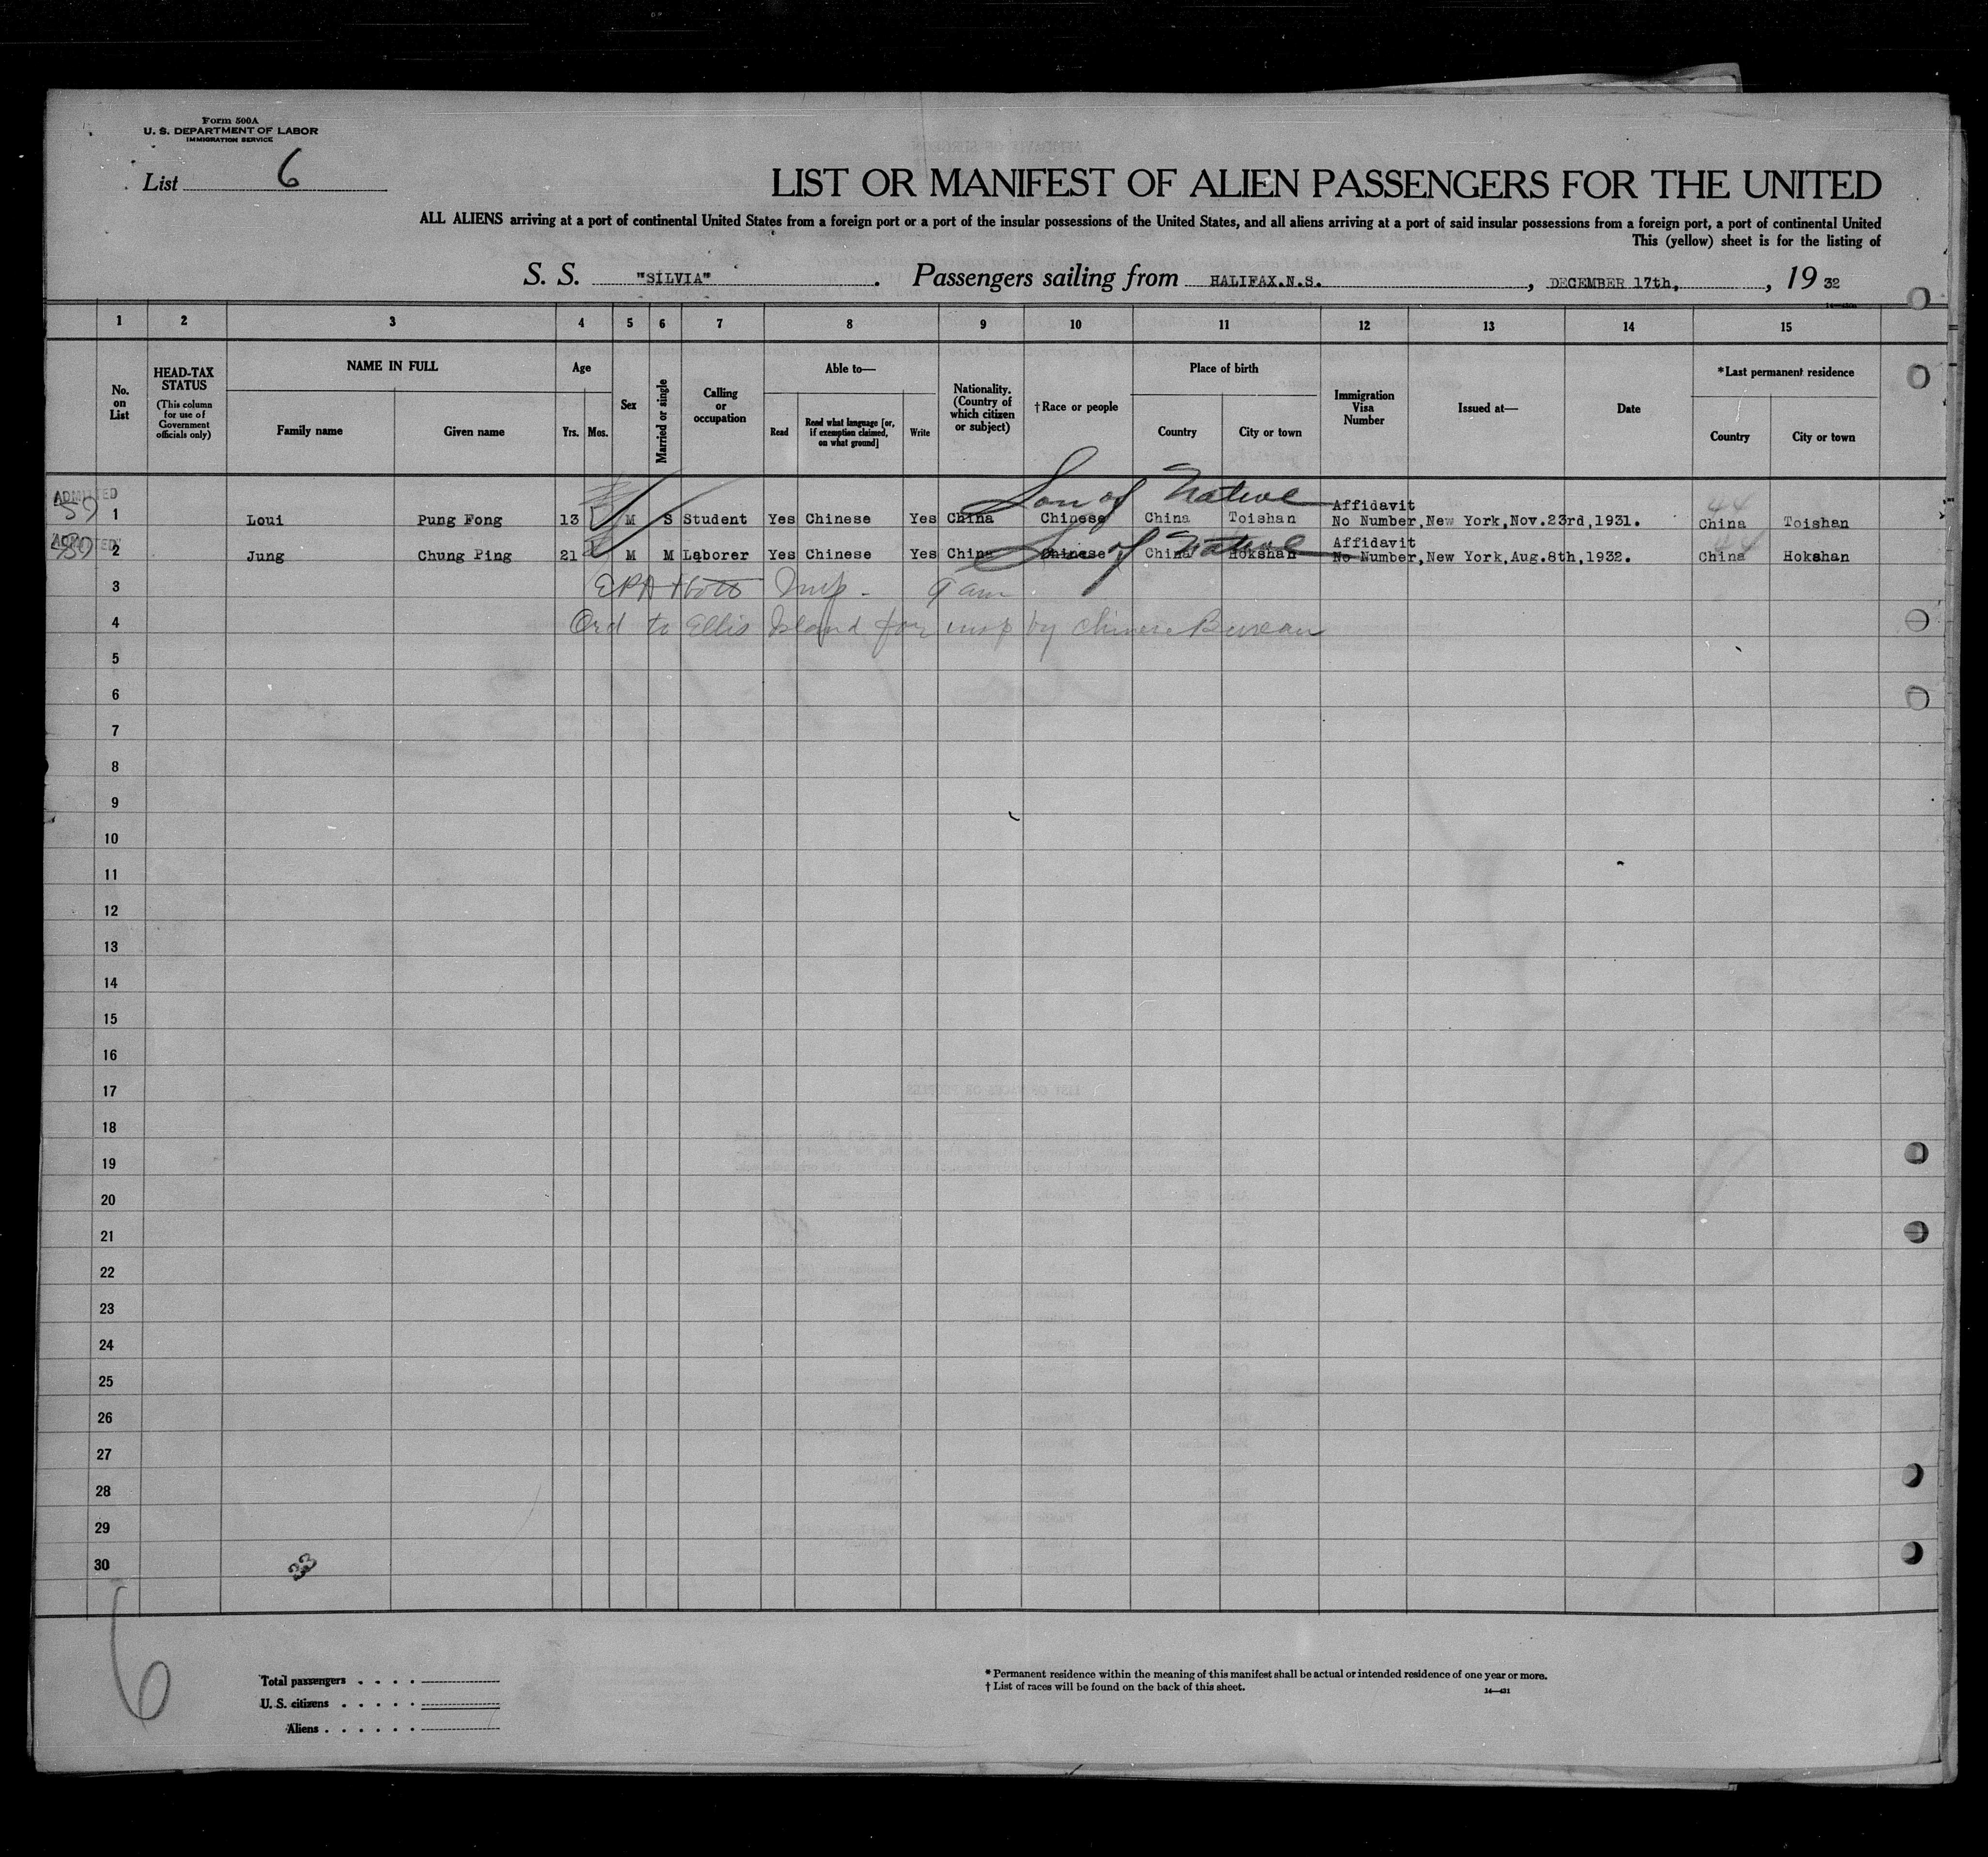 Form 500A
U. S. DEPARTMENT OF LABOR
IMMIGRATION SERVICE
List 6
LIST OR MANIFEST OF ALIEN PASSENGERS FOR THE UNITED
ALL ALIENS arriving at a port of continental United States from a foreign port or a port of the insular possessions of the United States, and all aliens arriving at a port of said insular possessions from a foreign port, a port of continental United
This (yellow) sheet is for the listing of
S. S. "SILVIA". Passengers sailing from HALIFAX.N.S., DECEMBER 17th., 19 32
1 2 3 4 5 6 7 8 9 10 11 12 13 14 15
No. on List
HEAD-TAX STATUS (This column for use of Government officials only)
NAME IN FULL
Family name Given name
Age
Yrs. Mos.
Sex
Married or single
Calling or occupation
Able to—
Read Read what language [or, if exemption claimed, on what ground] Write
Nationality. (Country of which citizen or subject)
† Race or people
Place of birth
Country City or town
Immigration Visa Number
Issued at—
Date
*Last permanent residence
Country City or town
Son of Native
ADMITTED
1 Loui Pung Fong 13 M S Student Yes Chinese Yes China Chinese China Toishan Affidavit No Number,New York,Nov.23rd,1931. China Toishan
44
Son of Native
ADMITTED
2 Jung Chung Ping 21 M M Laborer Yes Chinese Yes China Chinese China Hokshan Affidavit No Number,New York,Aug.8th,1932. China Hokshan
44
3 Insp.
4 Ord to Ellis Island for insp by Chinese Bureau
5
6
7
8
9
10
11
12
13
14
15
16
17
18
19
20
21
22
23
24
25
26
27
28
29
30
33
6
Total passengers . . . .
U. S. citizens . . . . .
Aliens . . . . . .
* Permanent residence within the meaning of this manifest shall be actual or intended residence of one year or more.
† List of races will be found on the back of this sheet.
14—421